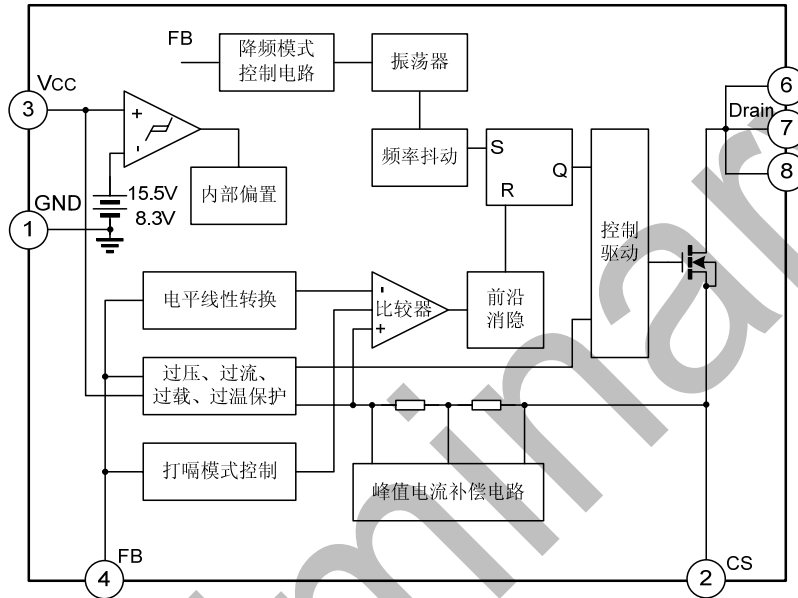 FB
降频模式
控制电路
振荡器
VCC
3
6
Drain
7
8
+
-
频率抖动
S
Q
R
内部偏置
15.5V
8.3V
GND
1
控制
驱动
电平线性转换
-
比较器
+
前沿
消隐
过压、过流、
过载、过温保护
打嗝模式控制
峰值电流补偿电路
4
FB
2
CS
minar